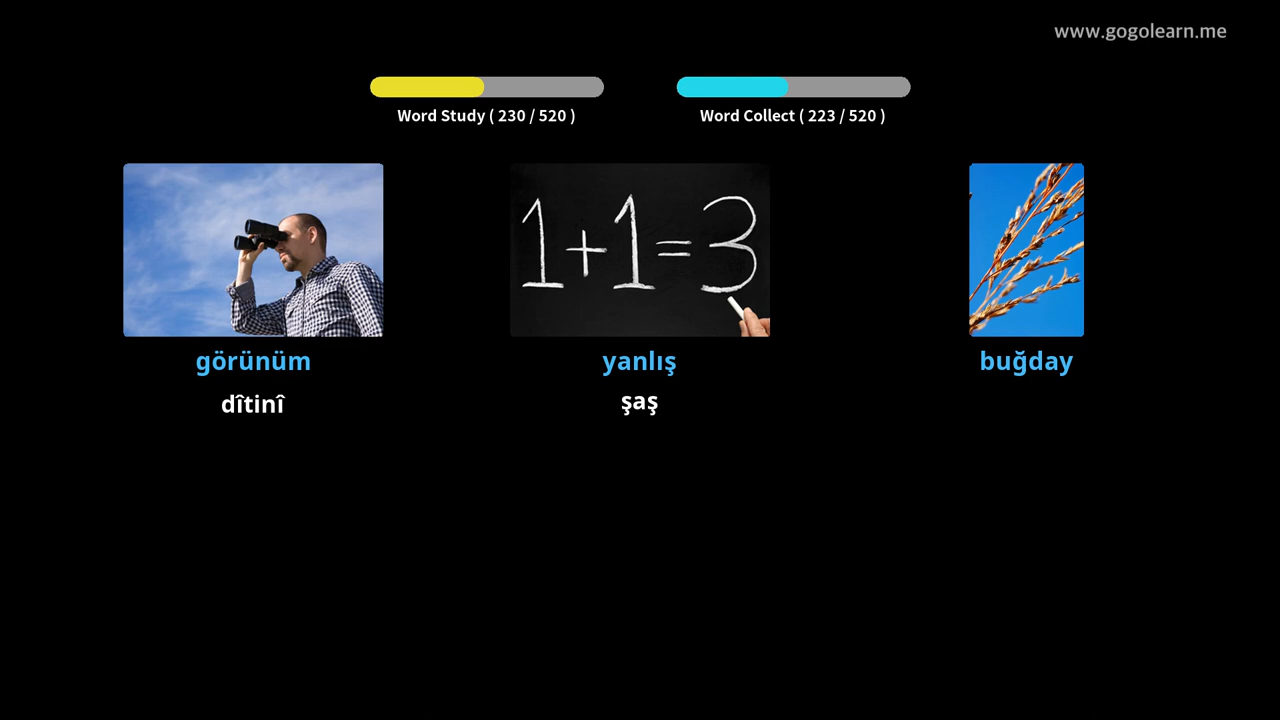 www.gogolearn.me
Word Study ( 230 / 520 )
Word Collect ( 223 / 520 )
1+1=3
görünüm
yanlış
buğday
dîtinî
şaş